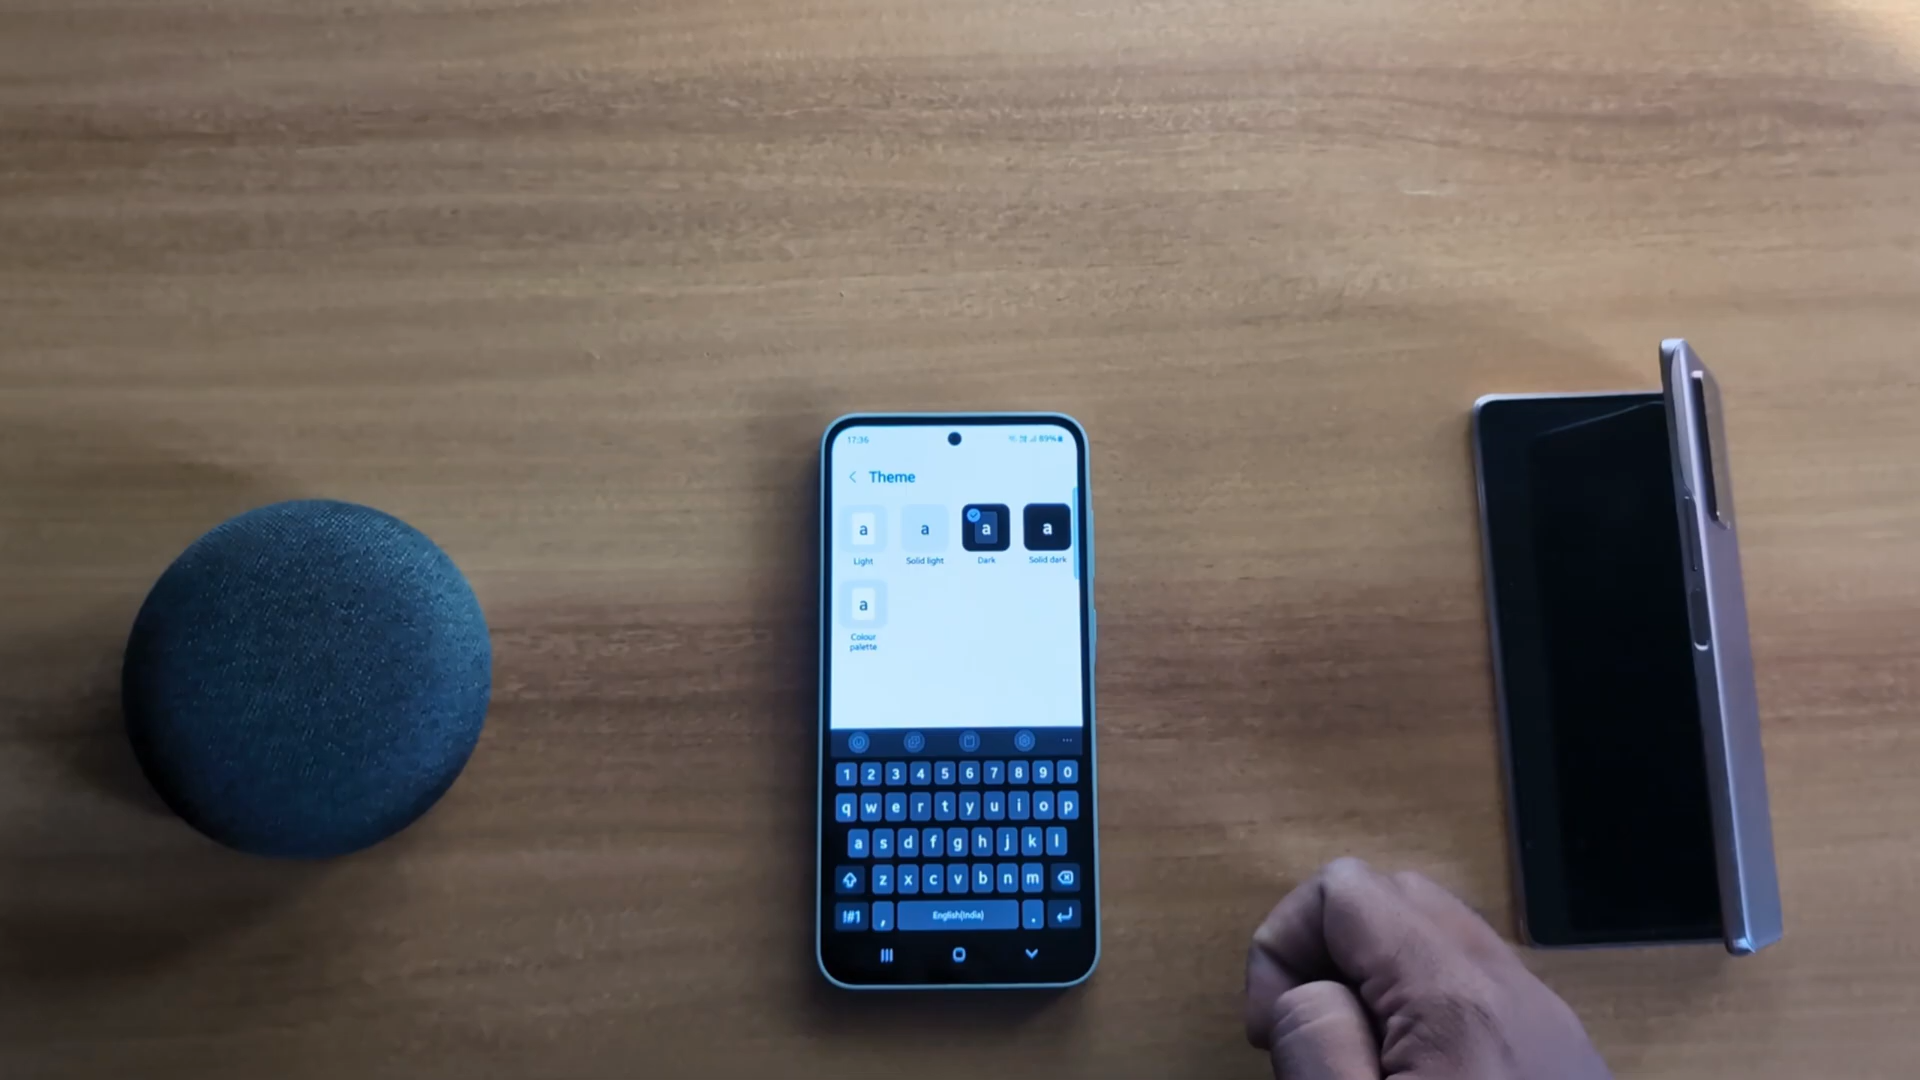 17:36 89%
Theme
a a a a
Light Solid light Dark Solid dark
a
Colour
palette
1 2 3 4 5 6 7 8 9 0
q w e r t y u i o p
a s d f g h j k l
z x c v b n m
!#1 , English(India) .